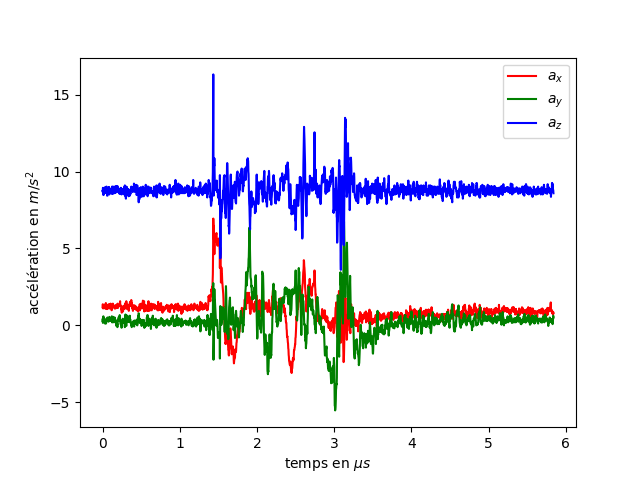 15
10
5
0
−5
0 1 2 3 4 5 6
accélération en m/s²
temps en μs
aₓ
a_y
a_z